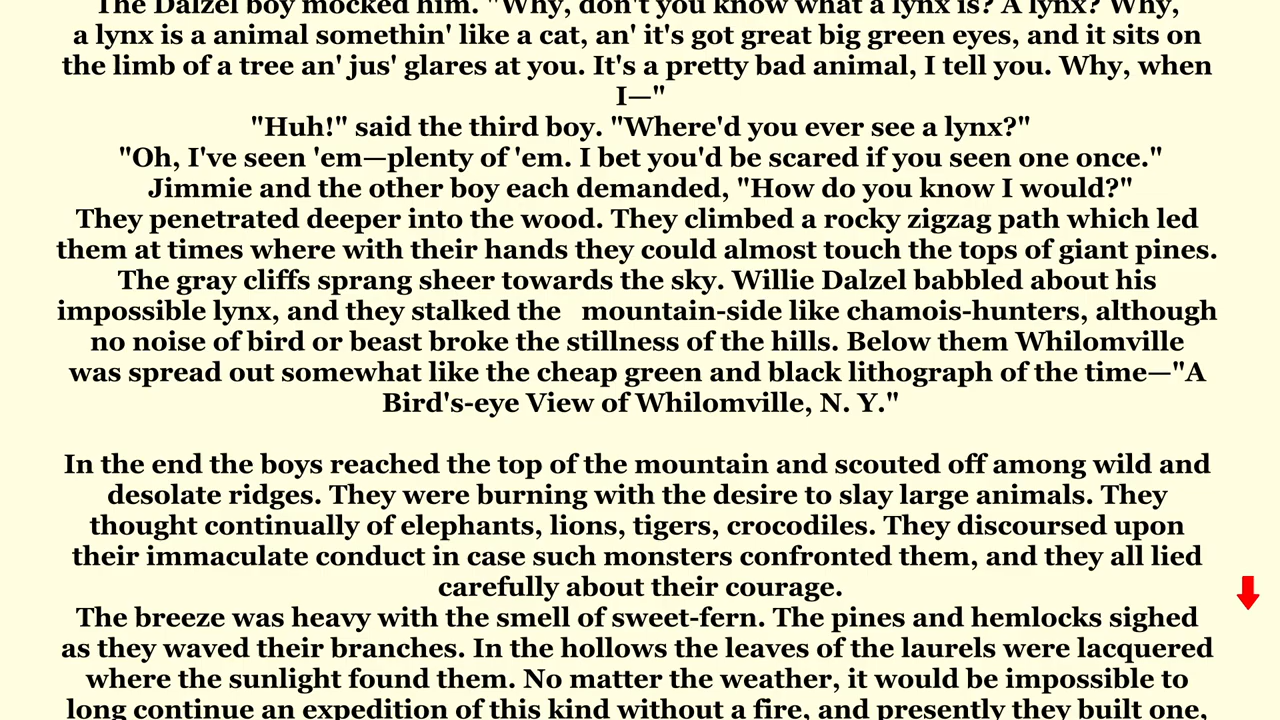 The Dalzel boy mocked him. "Why, don't you know what a lynx is? A lynx? Why,
a lynx is a animal somethin' like a cat, an' it's got great big green eyes, and it sits on
the limb of a tree an' jus' glares at you. It's a pretty bad animal, I tell you. Why, when
I—"
"Huh!" said the third boy. "Where'd you ever see a lynx?"
"Oh, I've seen 'em—plenty of 'em. I bet you'd be scared if you seen one once."
Jimmie and the other boy each demanded, "How do you know I would?"
They penetrated deeper into the wood. They climbed a rocky zigzag path which led
them at times where with their hands they could almost touch the tops of giant pines.
The gray cliffs sprang sheer towards the sky. Willie Dalzel babbled about his
impossible lynx, and they stalked the mountain-side like chamois-hunters, although
no noise of bird or beast broke the stillness of the hills. Below them Whilomville
was spread out somewhat like the cheap green and black lithograph of the time—"A
Bird's-eye View of Whilomville, N. Y."
In the end the boys reached the top of the mountain and scouted off among wild and
desolate ridges. They were burning with the desire to slay large animals. They
thought continually of elephants, lions, tigers, crocodiles. They discoursed upon
their immaculate conduct in case such monsters confronted them, and they all lied
carefully about their courage.
The breeze was heavy with the smell of sweet-fern. The pines and hemlocks sighed
as they waved their branches. In the hollows the leaves of the laurels were lacquered
where the sunlight found them. No matter the weather, it would be impossible to
long continue an expedition of this kind without a fire, and presently they built one,